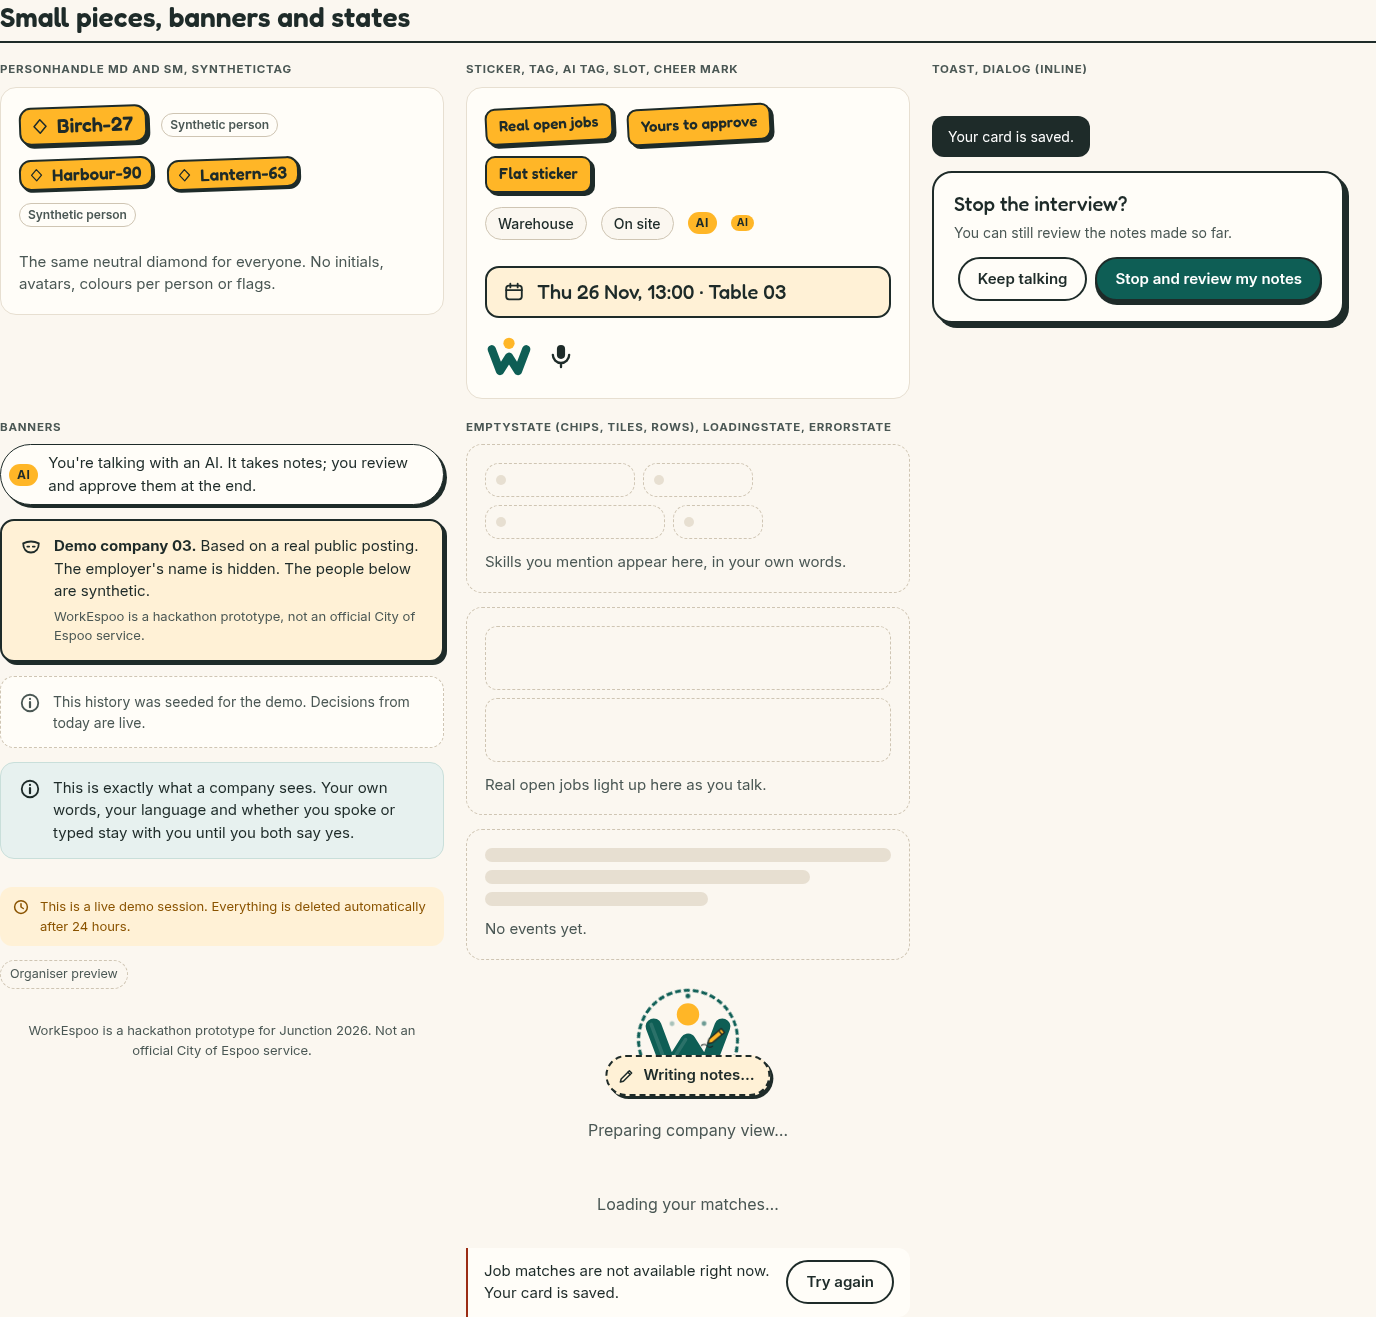 Small pieces, banners and states
PERSONHANDLE MD AND SM, SYNTHETICTAG
Birch-27
Synthetic person
Harbour-90
Lantern-63
Synthetic person
The same neutral diamond for everyone. No initials,
avatars, colours per person or flags.
STICKER, TAG, AI TAG, SLOT, CHEER MARK
Real open jobs
Yours to approve
Flat sticker
Warehouse
On site
AI
AI
Thu 26 Nov, 13:00 · Table 03
TOAST, DIALOG (INLINE)
Your card is saved.
Stop the interview?
You can still review the notes made so far.
Keep talking
Stop and review my notes
BANNERS
AI
You're talking with an AI. It takes notes; you review
and approve them at the end.
Demo company 03. Based on a real public posting.
The employer's name is hidden. The people below
are synthetic.
WorkEspoo is a hackathon prototype, not an official City of
Espoo service.
This history was seeded for the demo. Decisions from
today are live.
This is exactly what a company sees. Your own
words, your language and whether you spoke or
typed stay with you until you both say yes.
This is a live demo session. Everything is deleted automatically
after 24 hours.
Organiser preview
WorkEspoo is a hackathon prototype for Junction 2026. Not an
official City of Espoo service.
EMPTYSTATE (CHIPS, TILES, ROWS), LOADINGSTATE, ERRORSTATE
Skills you mention appear here, in your own words.
Real open jobs light up here as you talk.
No events yet.
Writing notes…
Preparing company view…
Loading your matches…
Job matches are not available right now.
Your card is saved.
Try again